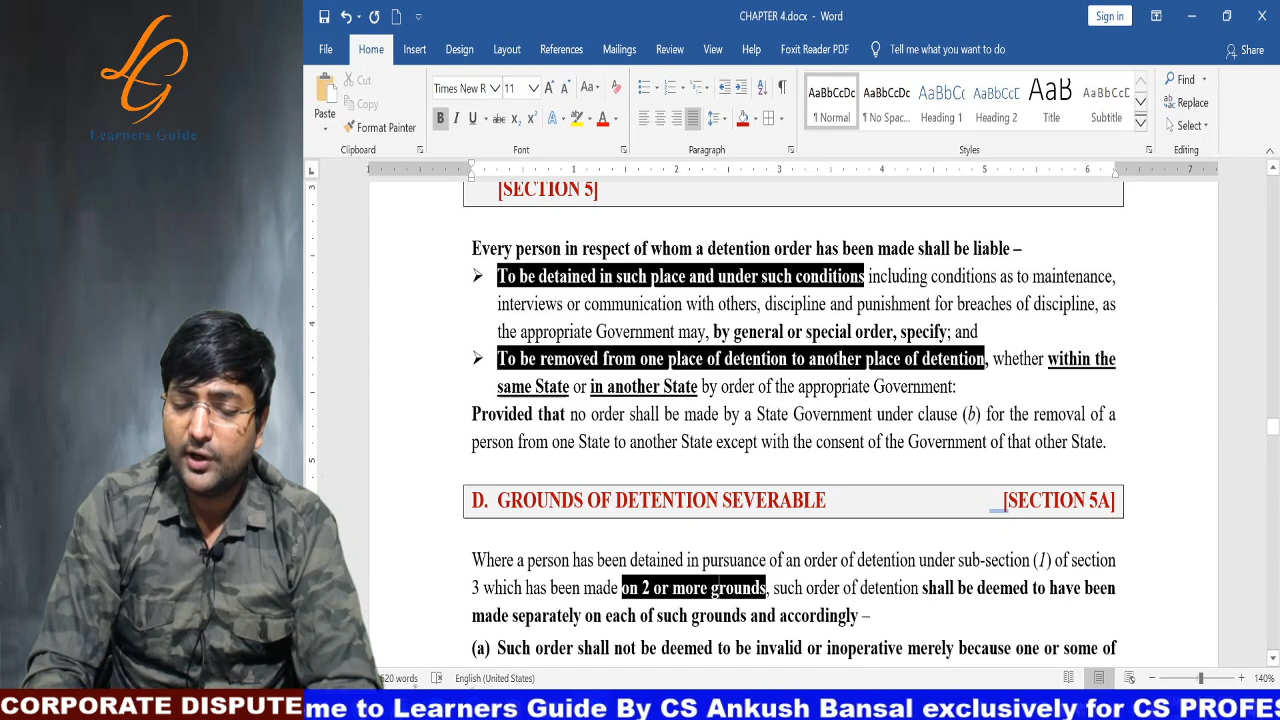 LG
Learners Guide
CHAPTER 4.docx - Word
Sign in
File Home Insert Design Layout References Mailings Review View Help Foxit Reader PDF Tell me what you want to do Share
Paste
Cut
Copy
Format Painter
Clipboard
Times New R 11
Font
Paragraph
AaBbCcDc AaBbCcDc AaBbC AaBbCcC AaB AaBbCcD
¶ Normal ¶ No Spac... Heading 1 Heading 2 Title Subtitle
Styles
Find
Replace
Select
Editing
[SECTION 5]
Every person in respect of whom a detention order has been made shall be liable –
➢ To be detained in such place and under such conditions including conditions as to maintenance,
interviews or communication with others, discipline and punishment for breaches of discipline, as
the appropriate Government may, by general or special order, specify; and
➢ To be removed from one place of detention to another place of detention, whether within the
same State or in another State by order of the appropriate Government:
Provided that no order shall be made by a State Government under clause (b) for the removal of a
person from one State to another State except with the consent of the Government of that other State.
D. GROUNDS OF DETENTION SEVERABLE [SECTION 5A]
Where a person has been detained in pursuance of an order of detention under sub-section (1) of section
3 which has been made on 2 or more grounds, such order of detention shall be deemed to have been
made separately on each of such grounds and accordingly –
(a) Such order shall not be deemed to be invalid or inoperative merely because one or some of
620 words English (United States) 140%
CORPORATE DISPUTE
me to Learners Guide By CS Ankush Bansal exclusively for CS PROFES